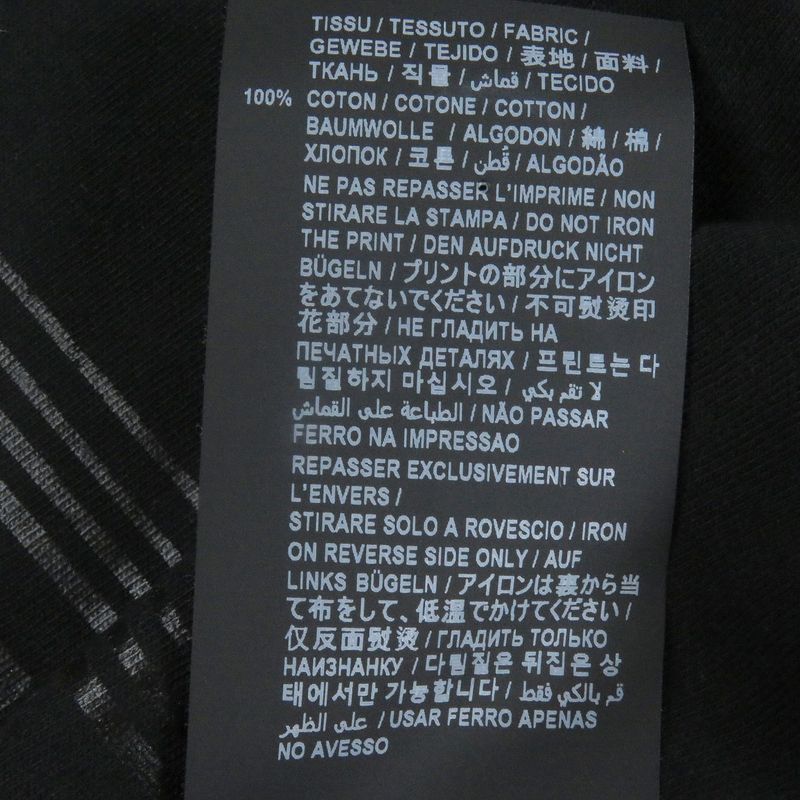 TISSU / TESSUTO / FABRIC /
GEWEBE / TEJIDO / 表地 / 面料 /
ТКАНЬ / 직물 / قماش / TECIDO
100% COTON / COTONE / COTTON /
BAUMWOLLE / ALGODON / 綿 / 棉 /
ХЛОПОК / 코튼 / قُطن / ALGODÃO
NE PAS REPASSER L'IMPRIME / NON
STIRARE LA STAMPA / DO NOT IRON
THE PRINT / DEN AUFDRUCK NICHT
BÜGELN / プリントの部分にアイロン
をあてないでください / 不可熨烫印
花部分 / НЕ ГЛАДИТЬ НА
ПЕЧАТНЫХ ДЕТАЛЯХ / 프린트는 다
림질하지 마십시오 / لا تقم بكي
الطباعة على القماش / NÃO PASSAR
FERRO NA IMPRESSAO
REPASSER EXCLUSIVEMENT SUR
L'ENVERS /
STIRARE SOLO A ROVESCIO / IRON
ON REVERSE SIDE ONLY / AUF
LINKS BÜGELN / アイロンは裏から当
て布をして、低温でかけてください /
仅反面熨烫 / ГЛАДИТЬ ТОЛЬКО
НАИЗНАНКУ / 다림질은 뒤집은 상
태에서만 가능합니다 / قم بالكي فقط
على الظهر / USAR FERRO APENAS
NO AVESSO